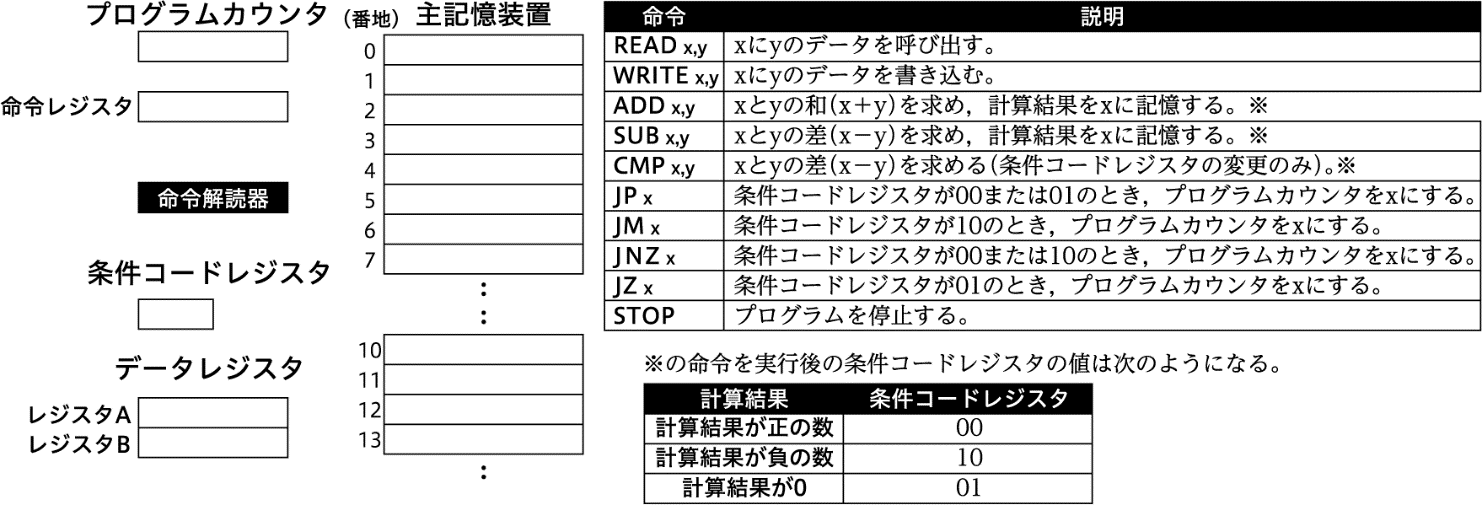 プログラムカウンタ (番地) 主記憶装置
0
1
命令レジスタ 2
3
4
命令解読器 5
6
7
条件コードレジスタ
:
:
10
データレジスタ 11
レジスタA 12
レジスタB 13
:
命令 説明
READ x,y xにyのデータを呼び出す。
WRITE x,y xにyのデータを書き込む。
ADD x,y xとyの和(x+y)を求め，計算結果をxに記憶する。※
SUB x,y xとyの差(x－y)を求め，計算結果をxに記憶する。※
CMP x,y xとyの差(x－y)を求める(条件コードレジスタの変更のみ)。※
JP x 条件コードレジスタが00または01のとき，プログラムカウンタをxにする。
JM x 条件コードレジスタが10のとき，プログラムカウンタをxにする。
JNZ x 条件コードレジスタが00または10のとき，プログラムカウンタをxにする。
JZ x 条件コードレジスタが01のとき，プログラムカウンタをxにする。
STOP プログラムを停止する。
※の命令を実行後の条件コードレジスタの値は次のようになる。
計算結果 条件コードレジスタ
計算結果が正の数 00
計算結果が負の数 10
計算結果が0 01